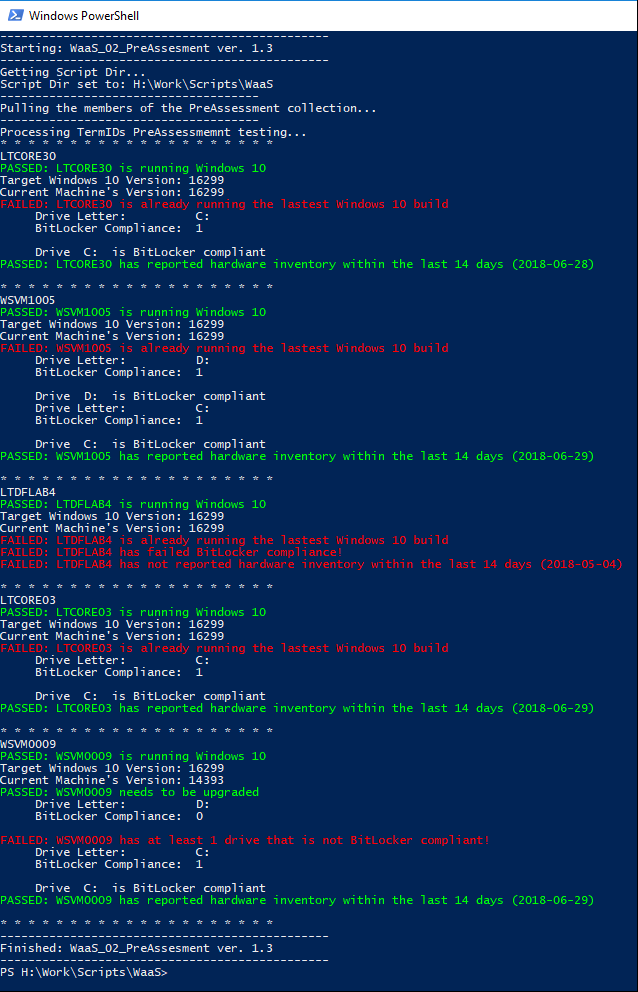 Windows PowerShell
-----------------------------------------------
Starting: WaaS_02_PreAssesment ver. 1.3
-----------------------------------------------
Getting Script Dir...
Script Dir set to: H:\Work\Scripts\WaaS
-------------------------------------
Pulling the members of the PreAssessment collection...
-------------------------------------
Processing TermIDs PreAssessmemnt testing...
* * * * * * * * * * * * * * * * * * * *
LTCORE30
PASSED: LTCORE30 is running Windows 10
Target Windows 10 Version: 16299
Current Machine's Version: 16299
FAILED: LTCORE30 is already running the lastest Windows 10 build
     Drive Letter:          C:
     BitLocker Compliance:  1

     Drive  C:  is BitLocker compliant
PASSED: LTCORE30 has reported hardware inventory within the last 14 days (2018-06-28)

* * * * * * * * * * * * * * * * * * * *
WSVM1005
PASSED: WSVM1005 is running Windows 10
Target Windows 10 Version: 16299
Current Machine's Version: 16299
FAILED: WSVM1005 is already running the lastest Windows 10 build
     Drive Letter:          D:
     BitLocker Compliance:  1

     Drive  D:  is BitLocker compliant
     Drive Letter:          C:
     BitLocker Compliance:  1

     Drive  C:  is BitLocker compliant
PASSED: WSVM1005 has reported hardware inventory within the last 14 days (2018-06-29)

* * * * * * * * * * * * * * * * * * * *
LTDFLAB4
PASSED: LTDFLAB4 is running Windows 10
Target Windows 10 Version: 16299
Current Machine's Version: 16299
FAILED: LTDFLAB4 is already running the lastest Windows 10 build
FAILED: LTDFLAB4 has failed BitLocker compliance!
FAILED: LTDFLAB4 has not reported hardware inventory within the last 14 days (2018-05-04)

* * * * * * * * * * * * * * * * * * * *
LTCORE03
PASSED: LTCORE03 is running Windows 10
Target Windows 10 Version: 16299
Current Machine's Version: 16299
FAILED: LTCORE03 is already running the lastest Windows 10 build
     Drive Letter:          C:
     BitLocker Compliance:  1

     Drive  C:  is BitLocker compliant
PASSED: LTCORE03 has reported hardware inventory within the last 14 days (2018-06-29)

* * * * * * * * * * * * * * * * * * * *
WSVM0009
PASSED: WSVM0009 is running Windows 10
Target Windows 10 Version: 16299
Current Machine's Version: 14393
PASSED: WSVM0009 needs to be upgraded
     Drive Letter:          D:
     BitLocker Compliance:  0

FAILED: WSVM0009 has at least 1 drive that is not BitLocker compliant!
     Drive Letter:          C:
     BitLocker Compliance:  1

     Drive  C:  is BitLocker compliant
PASSED: WSVM0009 has reported hardware inventory within the last 14 days (2018-06-29)

* * * * * * * * * * * * * * * * * * * *
-----------------------------------------------
Finished: WaaS_02_PreAssesment ver. 1.3
-----------------------------------------------
PS H:\Work\Scripts\WaaS>